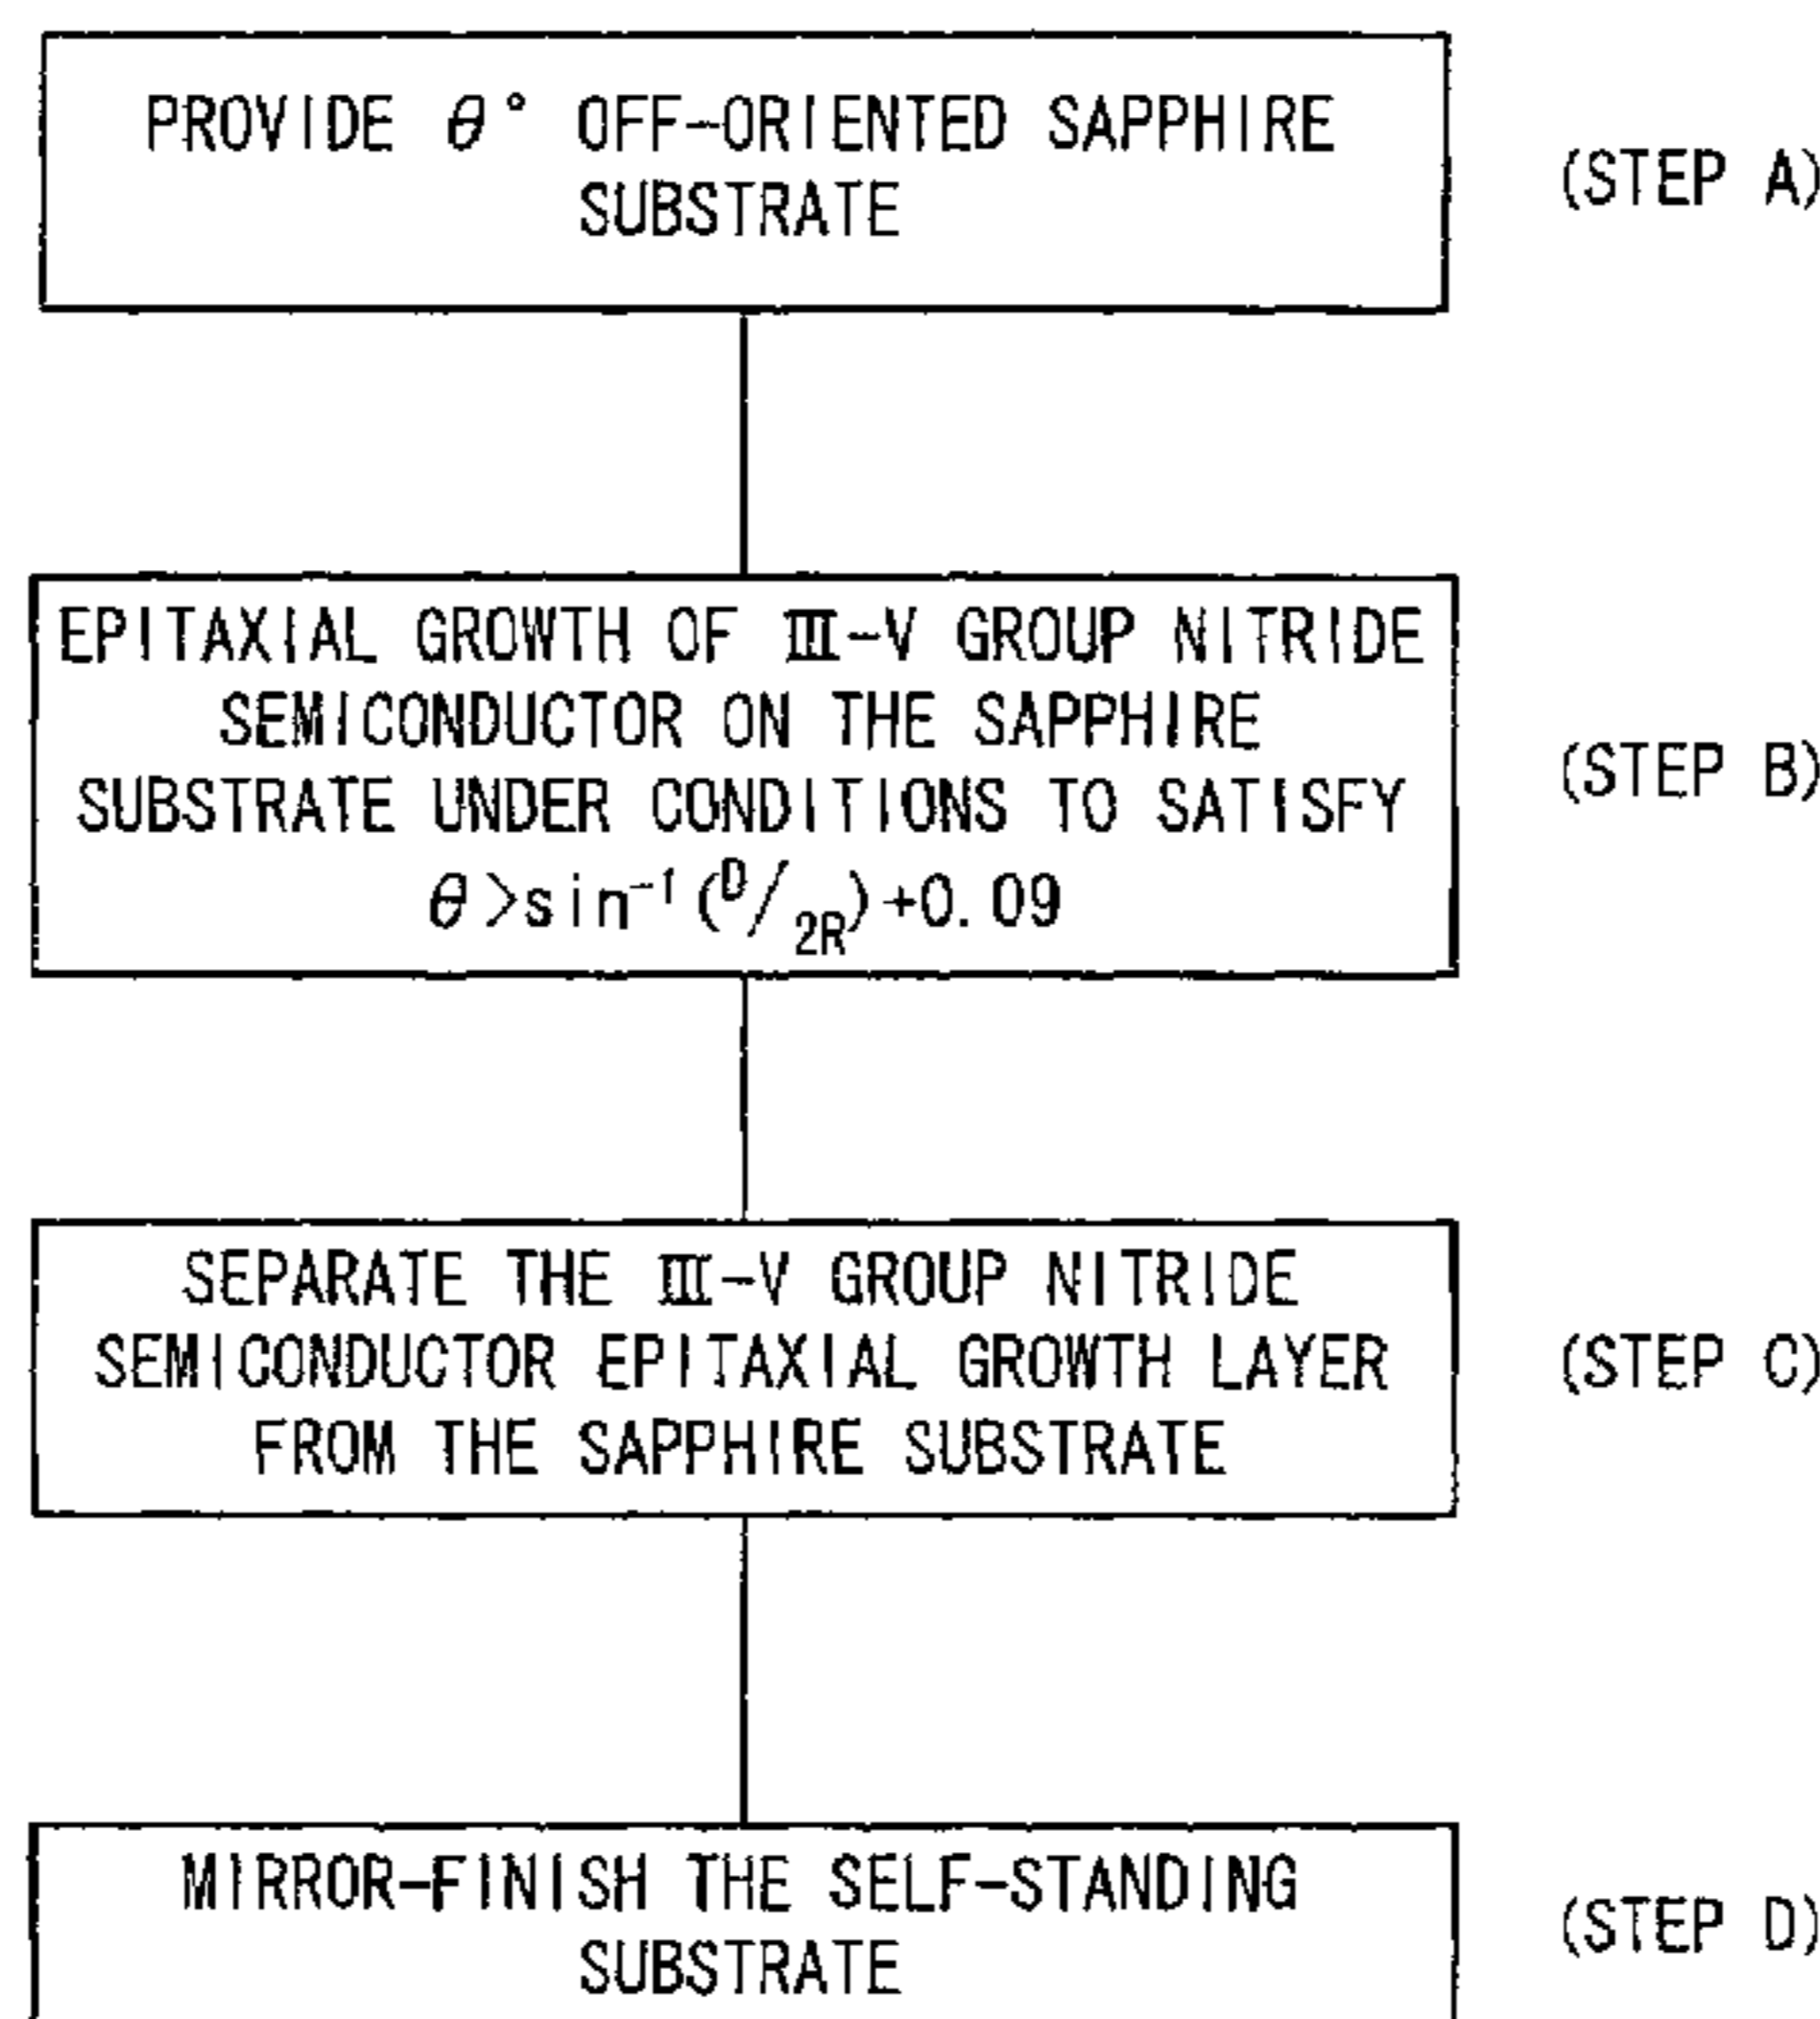 PROVIDE θ° OFF-ORIENTED SAPPHIRE
SUBSTRATE
(STEP A)
EPITAXIAL GROWTH OF Ⅲ-V GROUP NITRIDE
SEMICONDUCTOR ON THE SAPPHIRE
SUBSTRATE UNDER CONDITIONS TO SATISFY
θ>sin⁻¹(D/2R)+0.09
(STEP B)
SEPARATE THE Ⅲ-V GROUP NITRIDE
SEMICONDUCTOR EPITAXIAL GROWTH LAYER
FROM THE SAPPHIRE SUBSTRATE
(STEP C)
MIRROR-FINISH THE SELF-STANDING
SUBSTRATE
(STEP D)